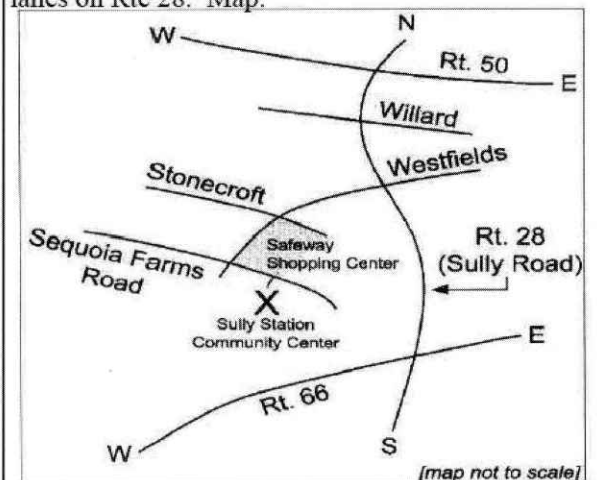 lanes on Rte 28. Map:
N
W
Rt. 50
E
Willard
Westfields
Stonecroft
Safeway
Shopping Center
Rt. 28
(Sully Road)
Sequoia Farms
Road
X
Sully Station
Community Center
E
Rt. 66
W
S
[map not to scale]